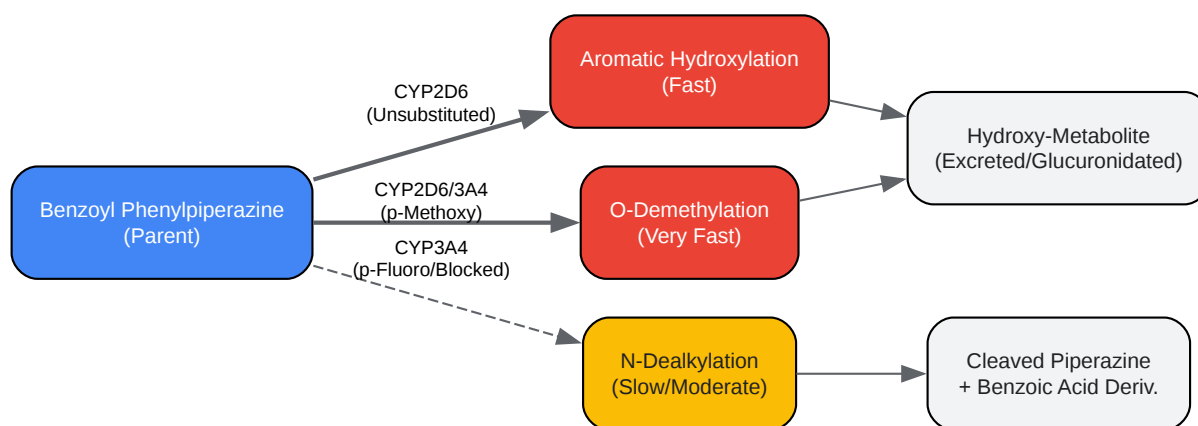 Benzoyl Phenylpiperazine
(Parent)
CYP2D6
(Unsubstituted)
CYP2D6/3A4
(p-Methoxy)
CYP3A4
(p-Fluoro/Blocked)
Aromatic Hydroxylation
(Fast)
O-Demethylation
(Very Fast)
N-Dealkylation
(Slow/Moderate)
Hydroxy-Metabolite
(Excreted/Glucuronidated)
Cleaved Piperazine
+ Benzoic Acid Deriv.